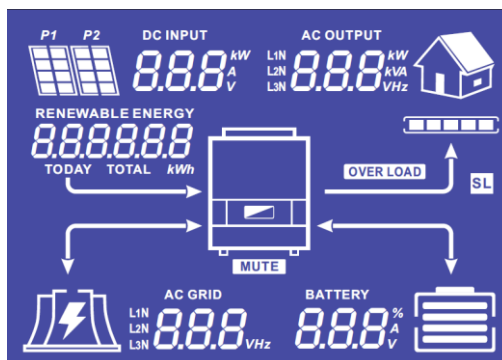 P1 P2 DC INPUT AC OUTPUT
8.8.8 kW A V L1N L2N L3N 8.8.8 kW kVA VHz
RENEWABLE ENERGY
8.8.8.8.8.8
TODAY TOTAL kWh
OVER LOAD
SL
MUTE
AC GRID BATTERY
L1N L2N L3N 8.8.8 VHz 8.8.8 % A V